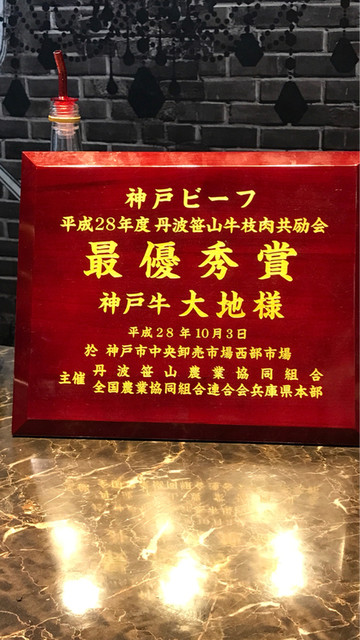 神戸ビーフ
平成28年度 丹波笹山牛枝肉共励会
最優秀賞
神戸牛 大地様
平成28年10月3日
於 神戸市中央卸売市場西部市場
主催 丹波笹山農業協同組合
全国農業協同組合連合会兵庫県本部